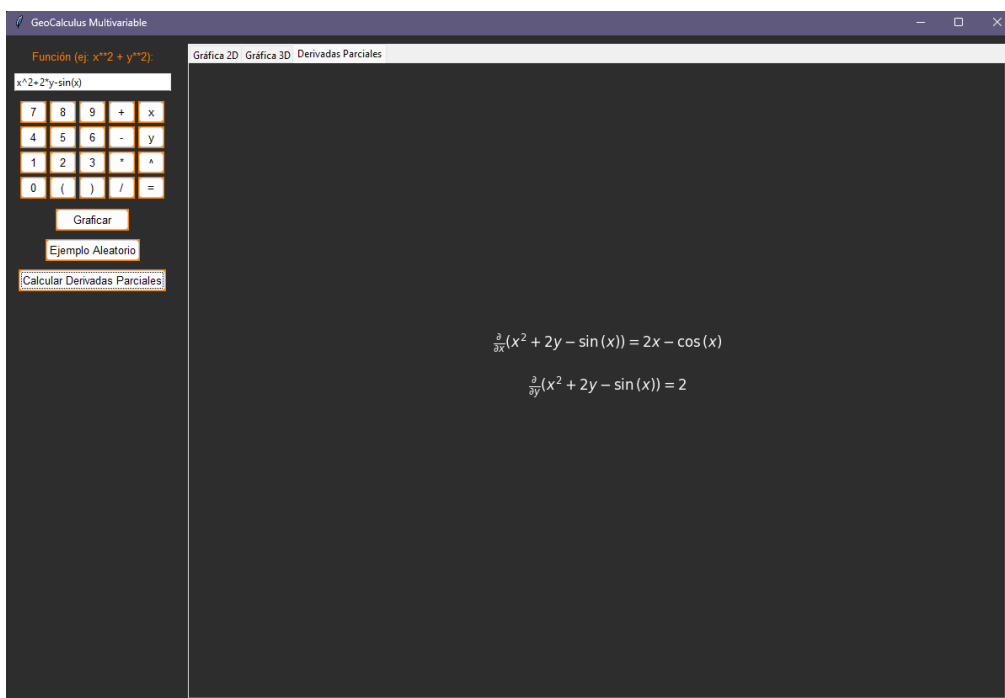 GeoCalculus Multivariable
Función (ej: x**2 + y**2):
x^2+2*y-sin(x)
7 8 9 + x
4 5 6 - y
1 2 3 * ^
0 ( ) / =
Graficar
Ejemplo Aleatorio
Calcular Derivadas Parciales
Gráfica 2D Gráfica 3D Derivadas Parciales
∂/∂x(x² + 2y − sin (x)) = 2x − cos (x)
∂/∂y(x² + 2y − sin (x)) = 2